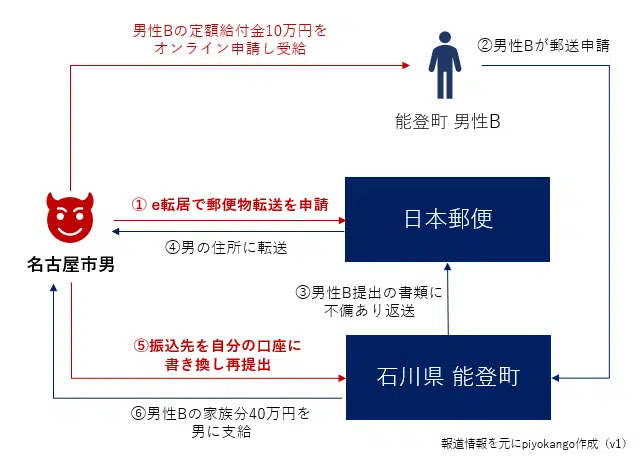 男性Bの定額給付金10万円を
オンライン申請し受給
②男性Bが郵送申請
能登町 男性B
① e転居で郵便物転送を申請
日本郵便
④男の住所に転送
名古屋市男
③男性B提出の書類に
不備あり返送
⑤振込先を自分の口座に
書き換し再提出
石川県 能登町
⑥男性Bの家族分40万円を
男に支給
報道情報を元にpiyokango作成（v1）